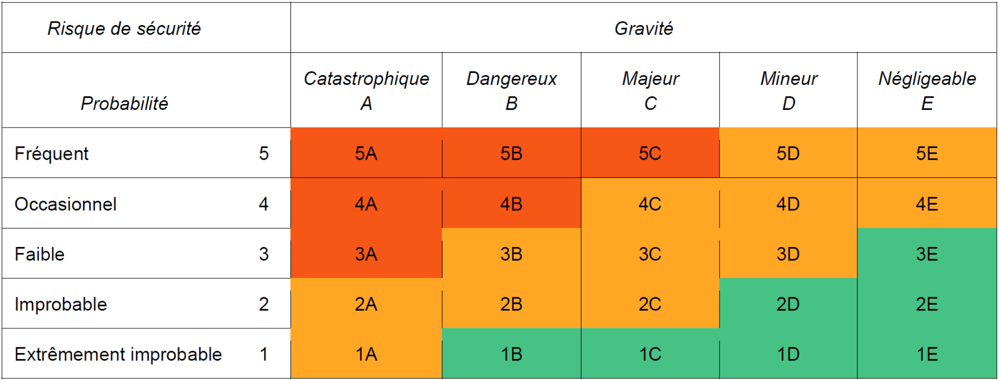 Risque de sécurité Gravité
Probabilité
Catastrophique
A
Dangereux
B
Majeur
C
Mineur
D
Négligeable
E
Fréquent 5 5A 5B 5C 5D 5E
Occasionnel 4 4A 4B 4C 4D 4E
Faible 3 3A 3B 3C 3D 3E
Improbable 2 2A 2B 2C 2D 2E
Extrêmement improbable 1 1A 1B 1C 1D 1E